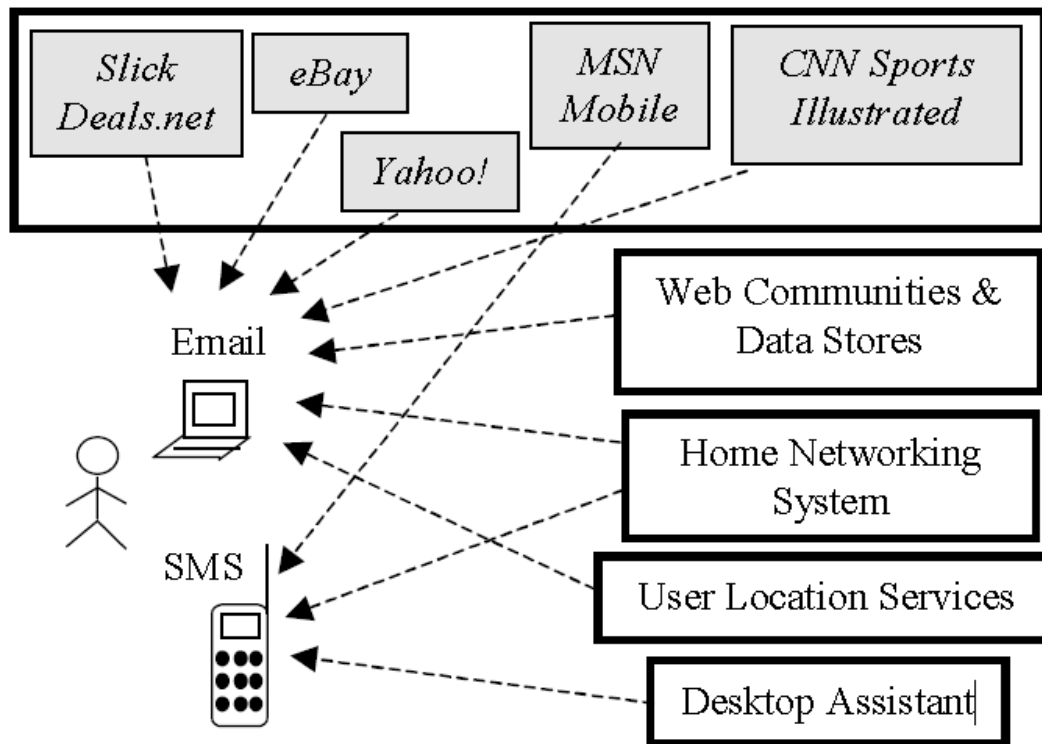 Slick
Deals.net
eBay
Yahoo!
MSN
Mobile
CNN Sports
Illustrated
Email
Web Communities &
Data Stores
Home Networking
System
SMS
User Location Services
Desktop Assistant